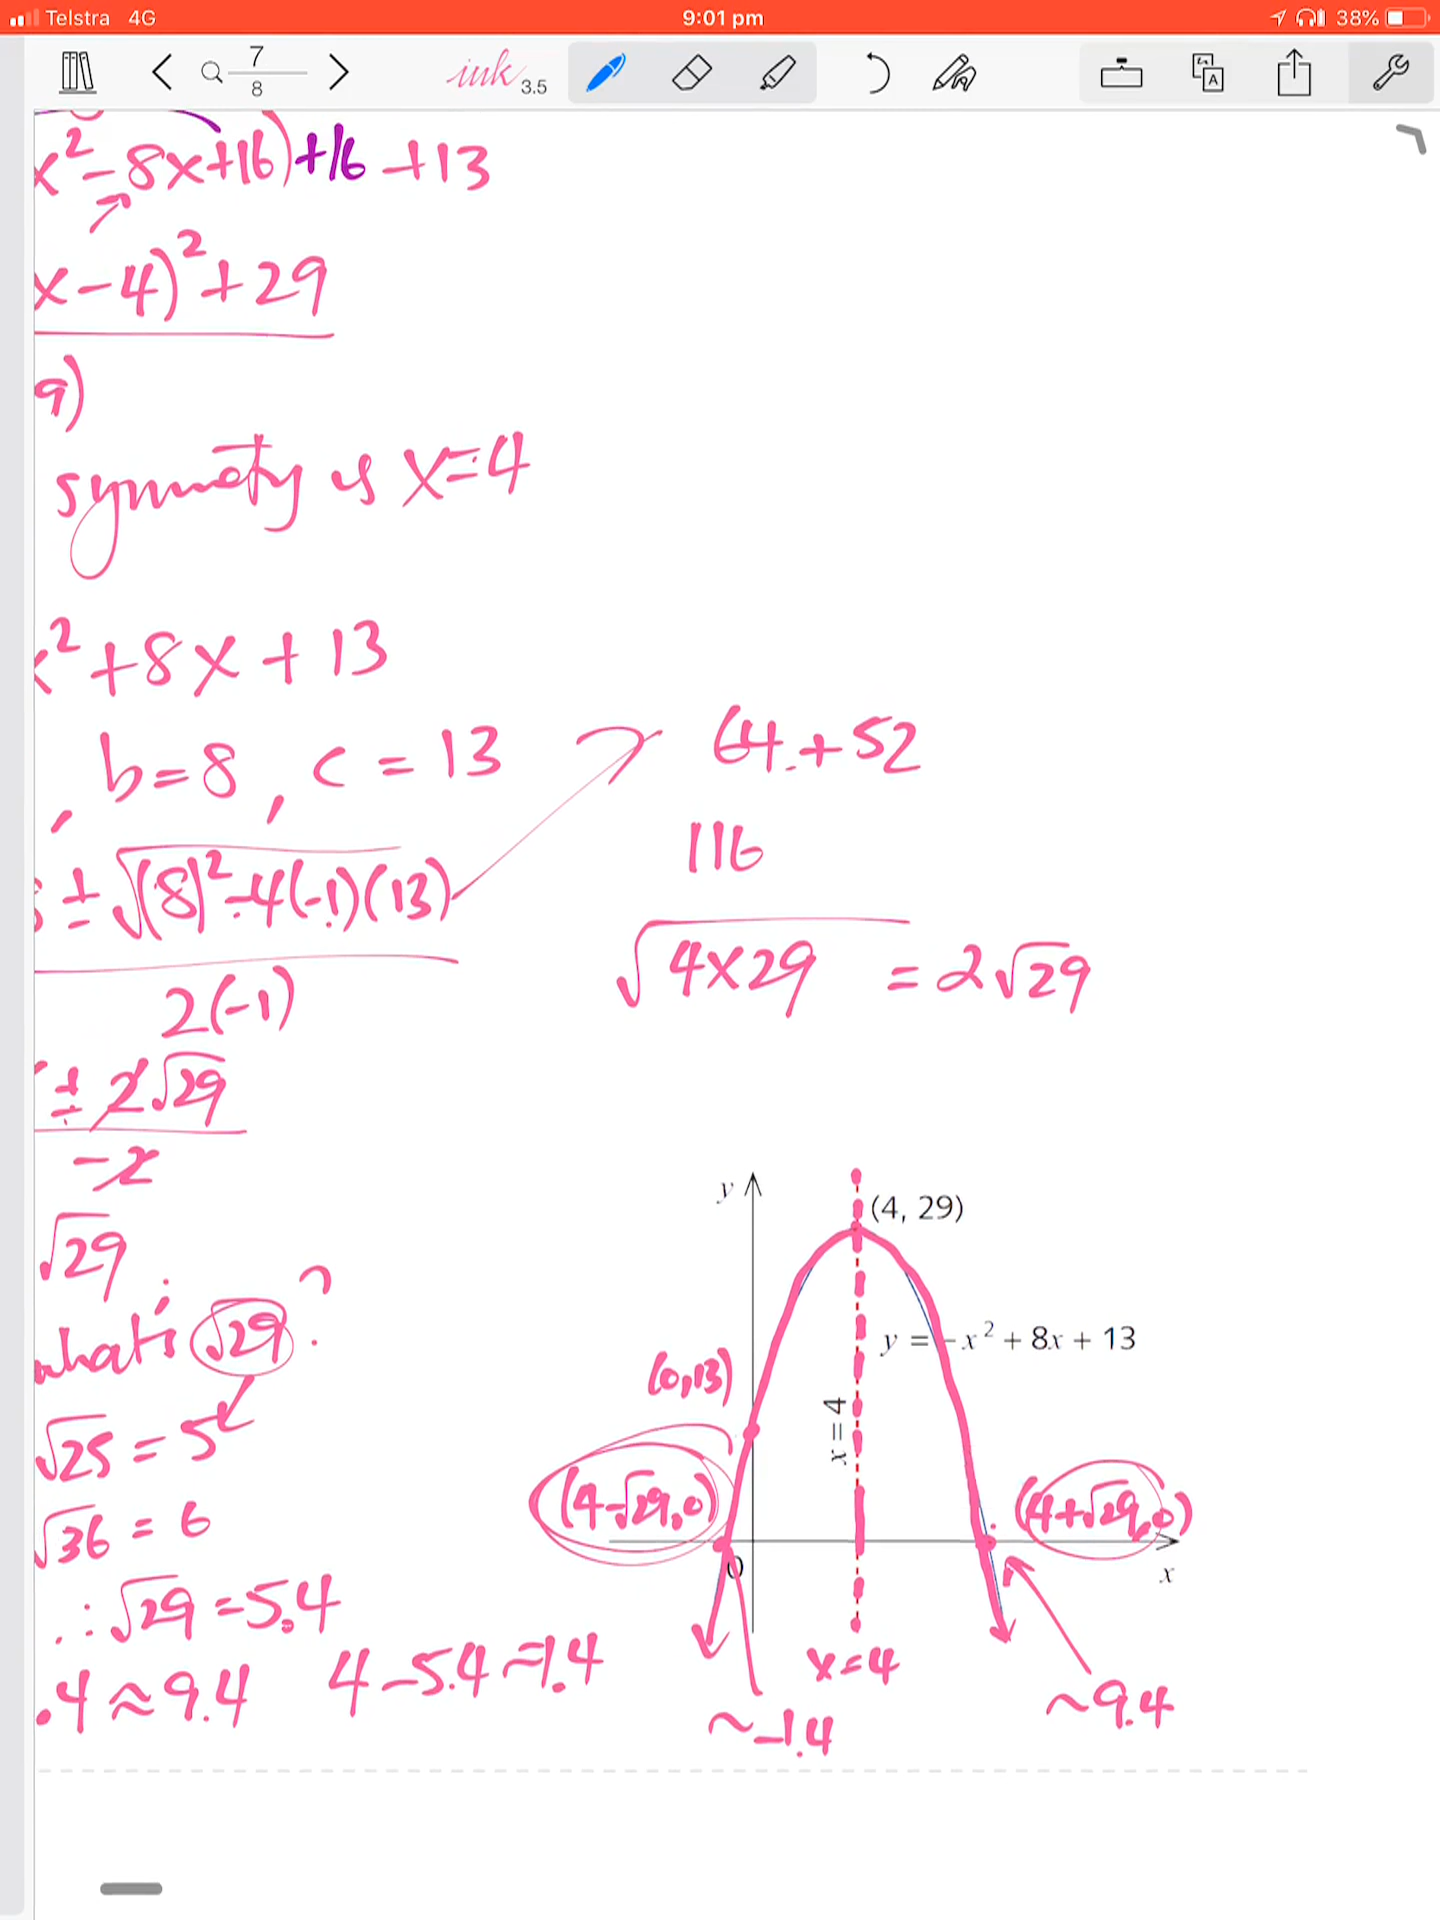 Telstra 4G 9:01 pm 38%
7
8
ink 3.5
x² - 8x+16)+16 +13
x-4)²+29
9)
symmetry is x=4
x²+8x+13
, b=8, c=13
64+52
116
± √(8)²-4(-1)(13)
2(-1)
√4×29 = 2√29
± 2√29
-2
√29
what's √29?
√25 = 5
√36 = 6
∴ √29 = 5.4
.4 ≈ 9.4
4-5.4 = -1.4
y
(4, 29)
y = -x² + 8x + 13
(0,13)
x = 4
(4-√29,0)
(4+√29,0)
0
x
x=4
~-1.4
~9.4